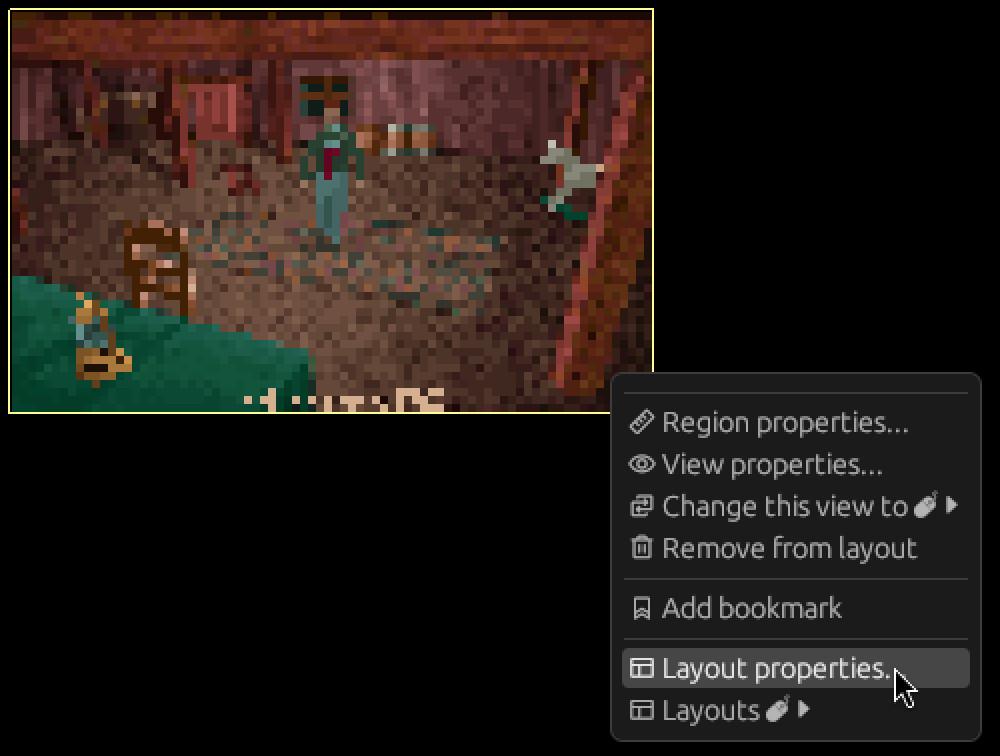 Region properties...
View properties...
Change this view to
Remove from layout
Add bookmark
Layout properties.
Layouts